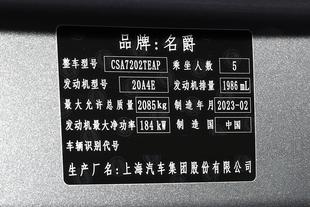 品牌：名爵
整车型号 CSA7202TEAP 乘坐人数 5
发动机型号 20A4E 发动机排量 1986 mL
最大允许总质量 2085kg 制造年月 2023-02
发动机最大净功率 184 kW 制造国 中国
车辆识别代号
生产厂名：上海汽车集团股份有限公司